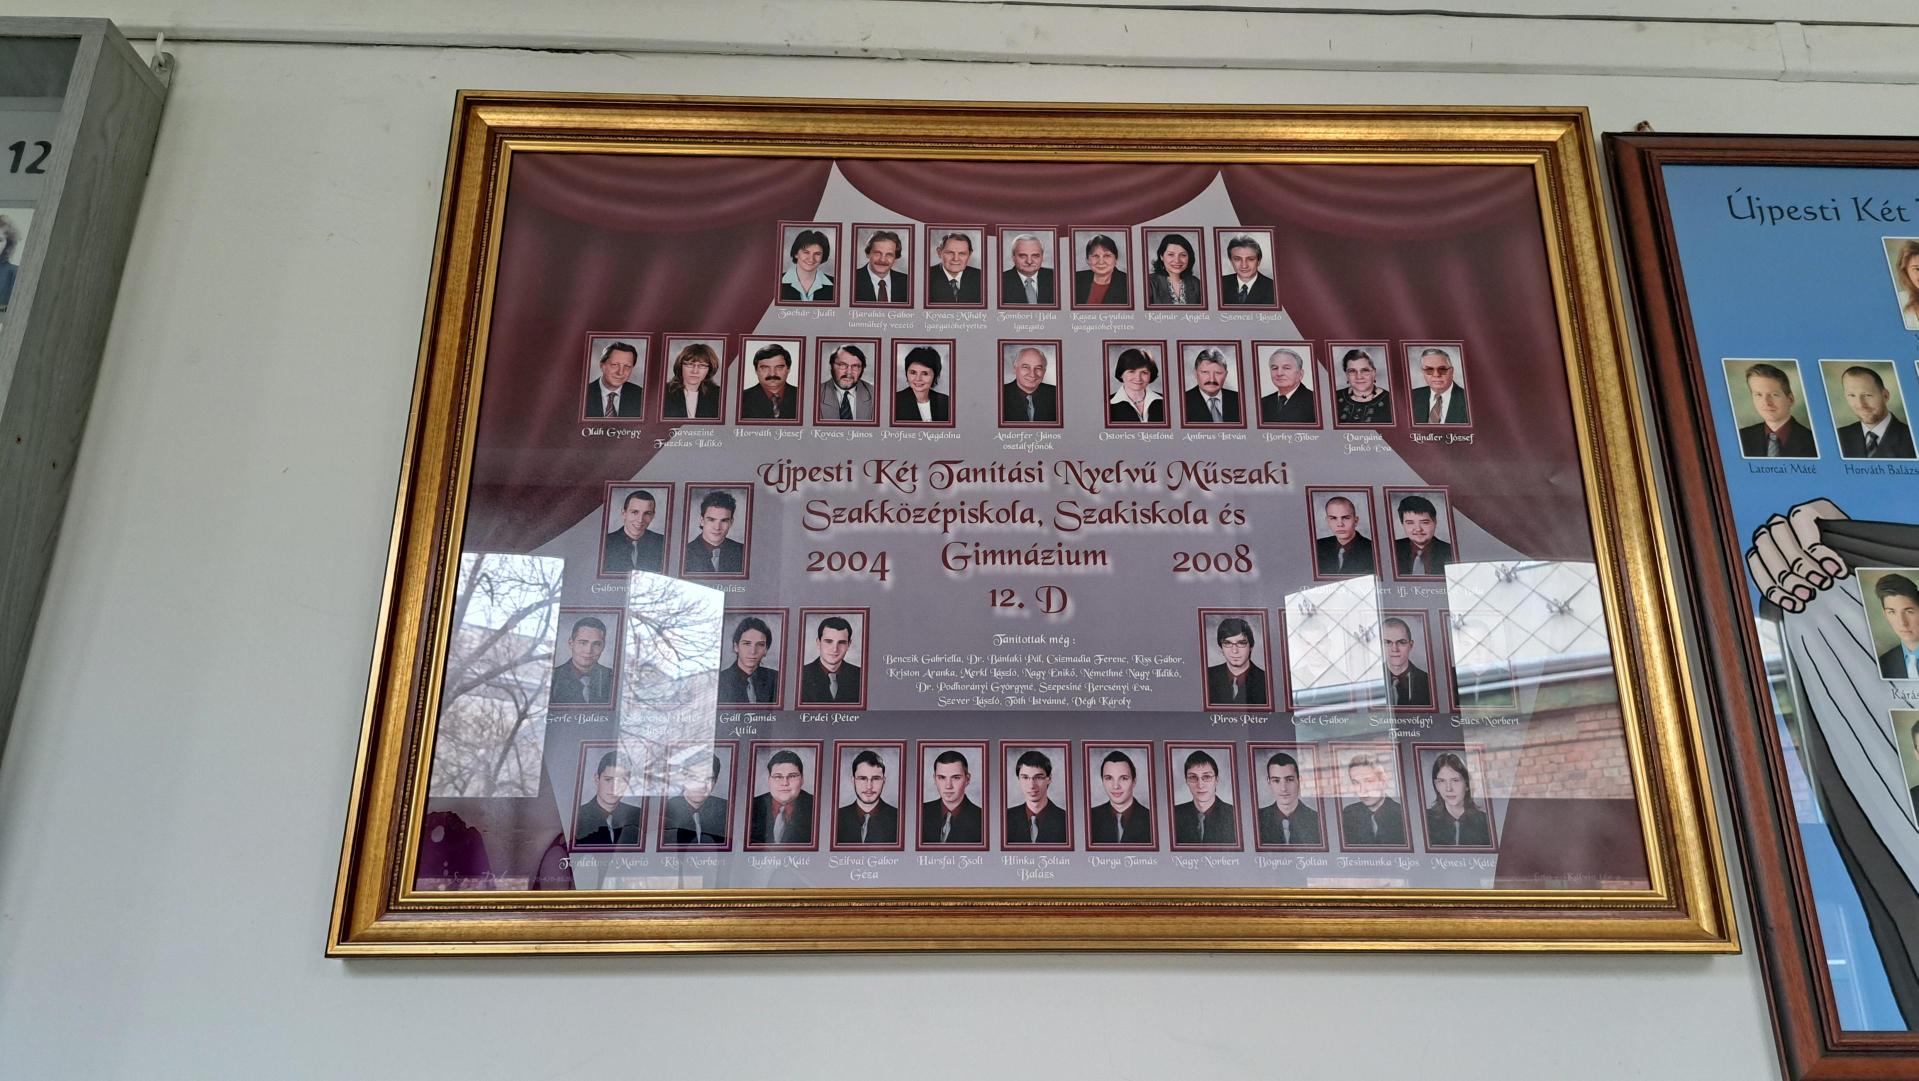 12
Zachár Judit
Barabás Gábor
tanműhely vezető
Kovács Mihály
igazgatóhelyettes
Zombori Béla
igazgató
Kasza Gyuláné
igazgatóhelyettes
Kalmár Angéla
Szenczi László
Oláh György
Tavasziné
Fazekas Ildikó
Horváth József
Kovács János
Prófusz Magdolna
Andorfer János
osztályfőnök
Ostorics Lászlóné
Ambrus István
Borhy Tibor
Vargáné
Jankó Éva
Ländler József
Újpesti Két Tanítási Nyelvű Műszaki
Szakközépiskola, Szakiskola és
2004 Gimnázium 2008
12. D
Balázs
ifj.
Tanítottak még :
Benczik Gabriella, Dr. Bánlaki Pál, Csizmadia Ferenc, Kiss Gábor,
Kriston Aranka, Merkl László, Nagy Enikő, Némethné Nagy Ildikó,
Dr. Podhorányi Györgyné, Szepesiné Bercsényi Éva,
Szever László, Tóth Istvánné, Végh Károly
Gerle Balázs
Gáll Tamás
Attila
Erdei Péter
Piros Péter
Csele Gábor
Szamosvölgyi
Tamás
Szűcs Norbert
Márió
Kiss Norbert
Ludvig Máté
Szilvai Gábor
Géza
Hársfai Zsolt
Hlinka Zoltán
Balázs
Varga Tamás
Nagy Norbert
Bognár Zoltán
Plesimunka Lajos
Ménesi Máté
Újpesti Két
Latorcai Máté
Horváth Balázs